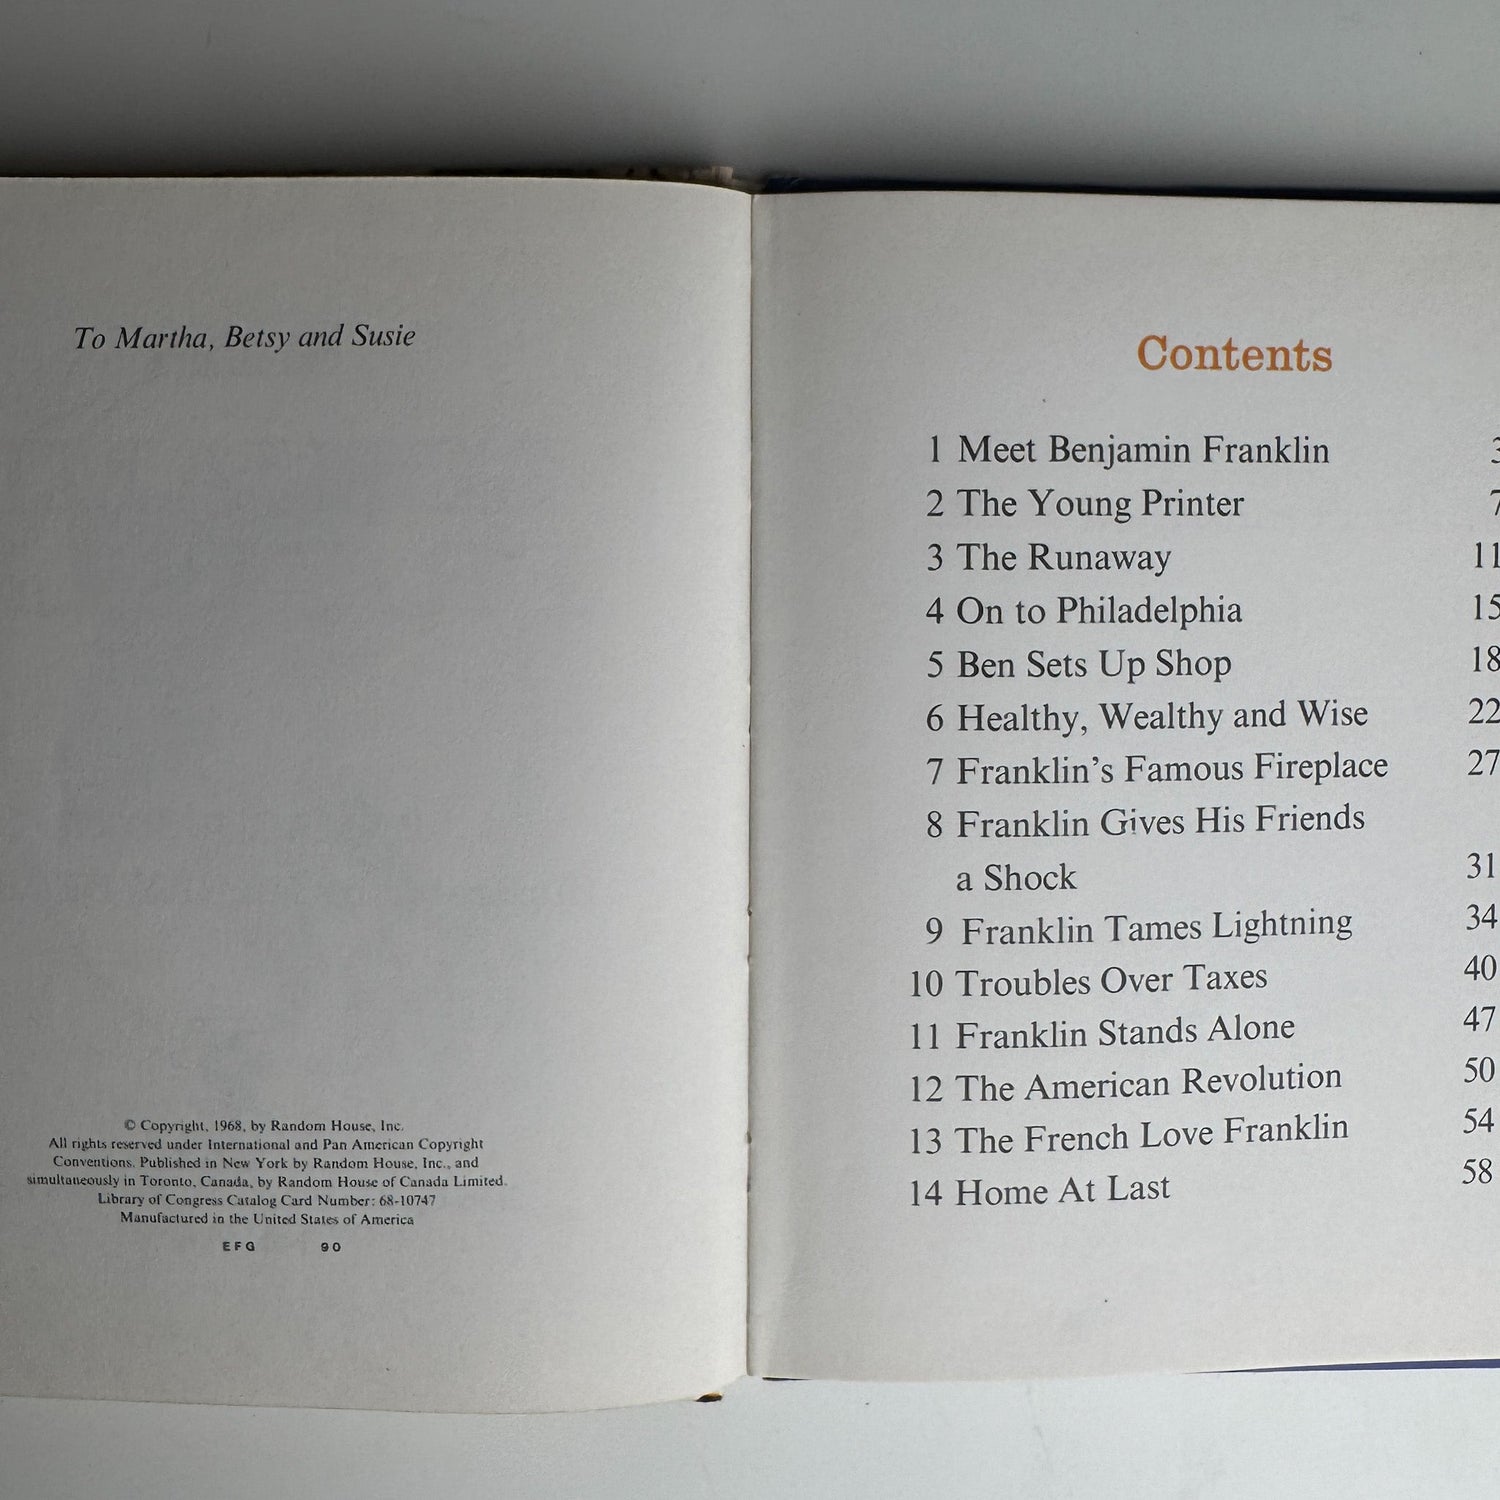 To Martha, Betsy and Susie
© Copyright, 1968, by Random House, Inc.
All rights reserved under International and Pan American Copyright
Conventions. Published in New York by Random House, Inc., and
simultaneously in Toronto, Canada, by Random House of Canada Limited.
Library of Congress Catalog Card Number: 68-10747
Manufactured in the United States of America
EFG 90
Contents
1 Meet Benjamin Franklin 3
2 The Young Printer 7
3 The Runaway 11
4 On to Philadelphia 15
5 Ben Sets Up Shop 18
6 Healthy, Wealthy and Wise 22
7 Franklin's Famous Fireplace 27
8 Franklin Gives His Friends
a Shock 31
9 Franklin Tames Lightning 34
10 Troubles Over Taxes 40
11 Franklin Stands Alone 47
12 The American Revolution 50
13 The French Love Franklin 54
14 Home At Last 58